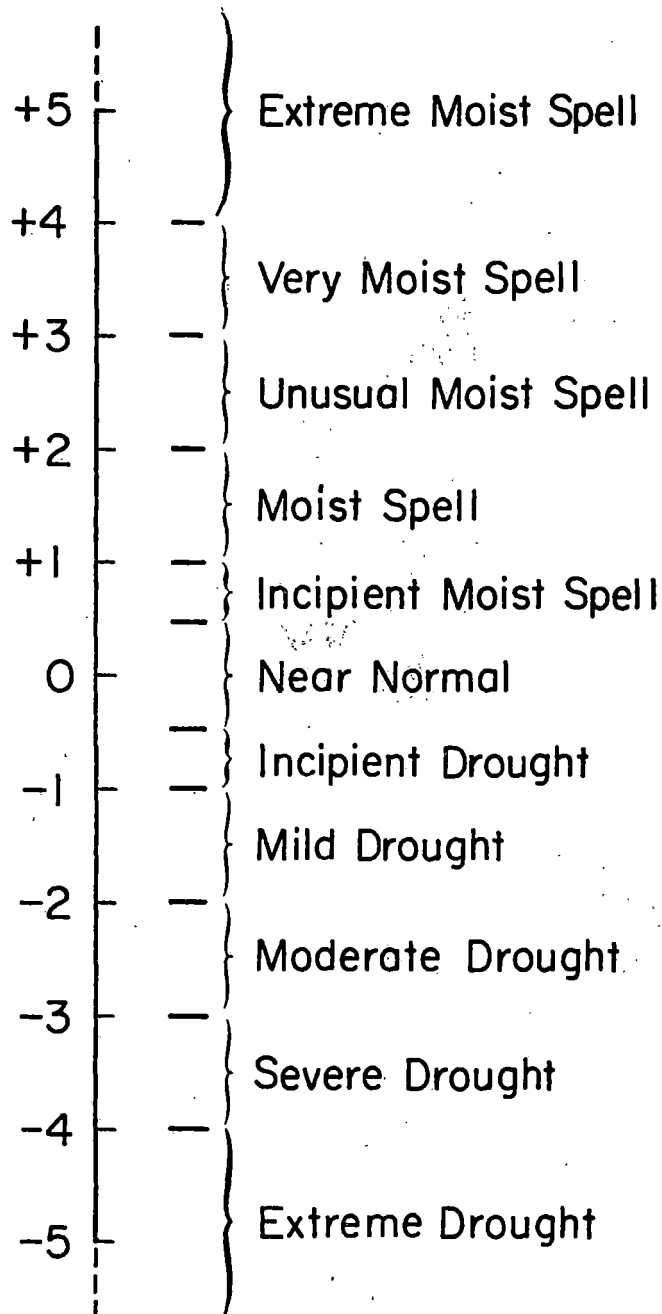 +5 Extreme Moist Spell
+4
Very Moist Spell
+3
Unusual Moist Spell
+2
Moist Spell
+1
Incipient Moist Spell
0 Near Normal
Incipient Drought
-1
Mild Drought
-2
Moderate Drought
-3
Severe Drought
-4
Extreme Drought
-5